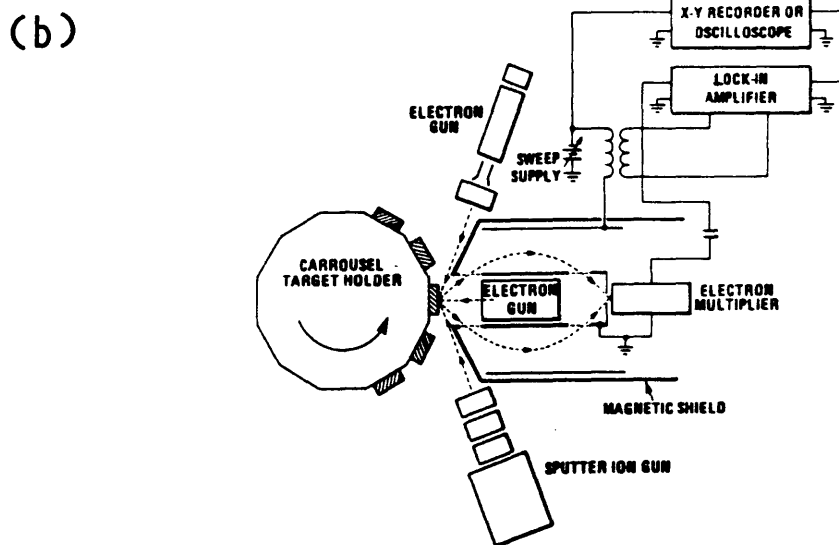 (b)
X-Y RECORDER OR
OSCILLOSCOPE
LOCK-IN
AMPLIFIER
ELECTRON
GUN
SWEEP
SUPPLY
CARROUSEL
TARGET HOLDER
ELECTRON
GUN
ELECTRON
MULTIPLIER
MAGNETIC SHIELD
SPUTTER ION GUN